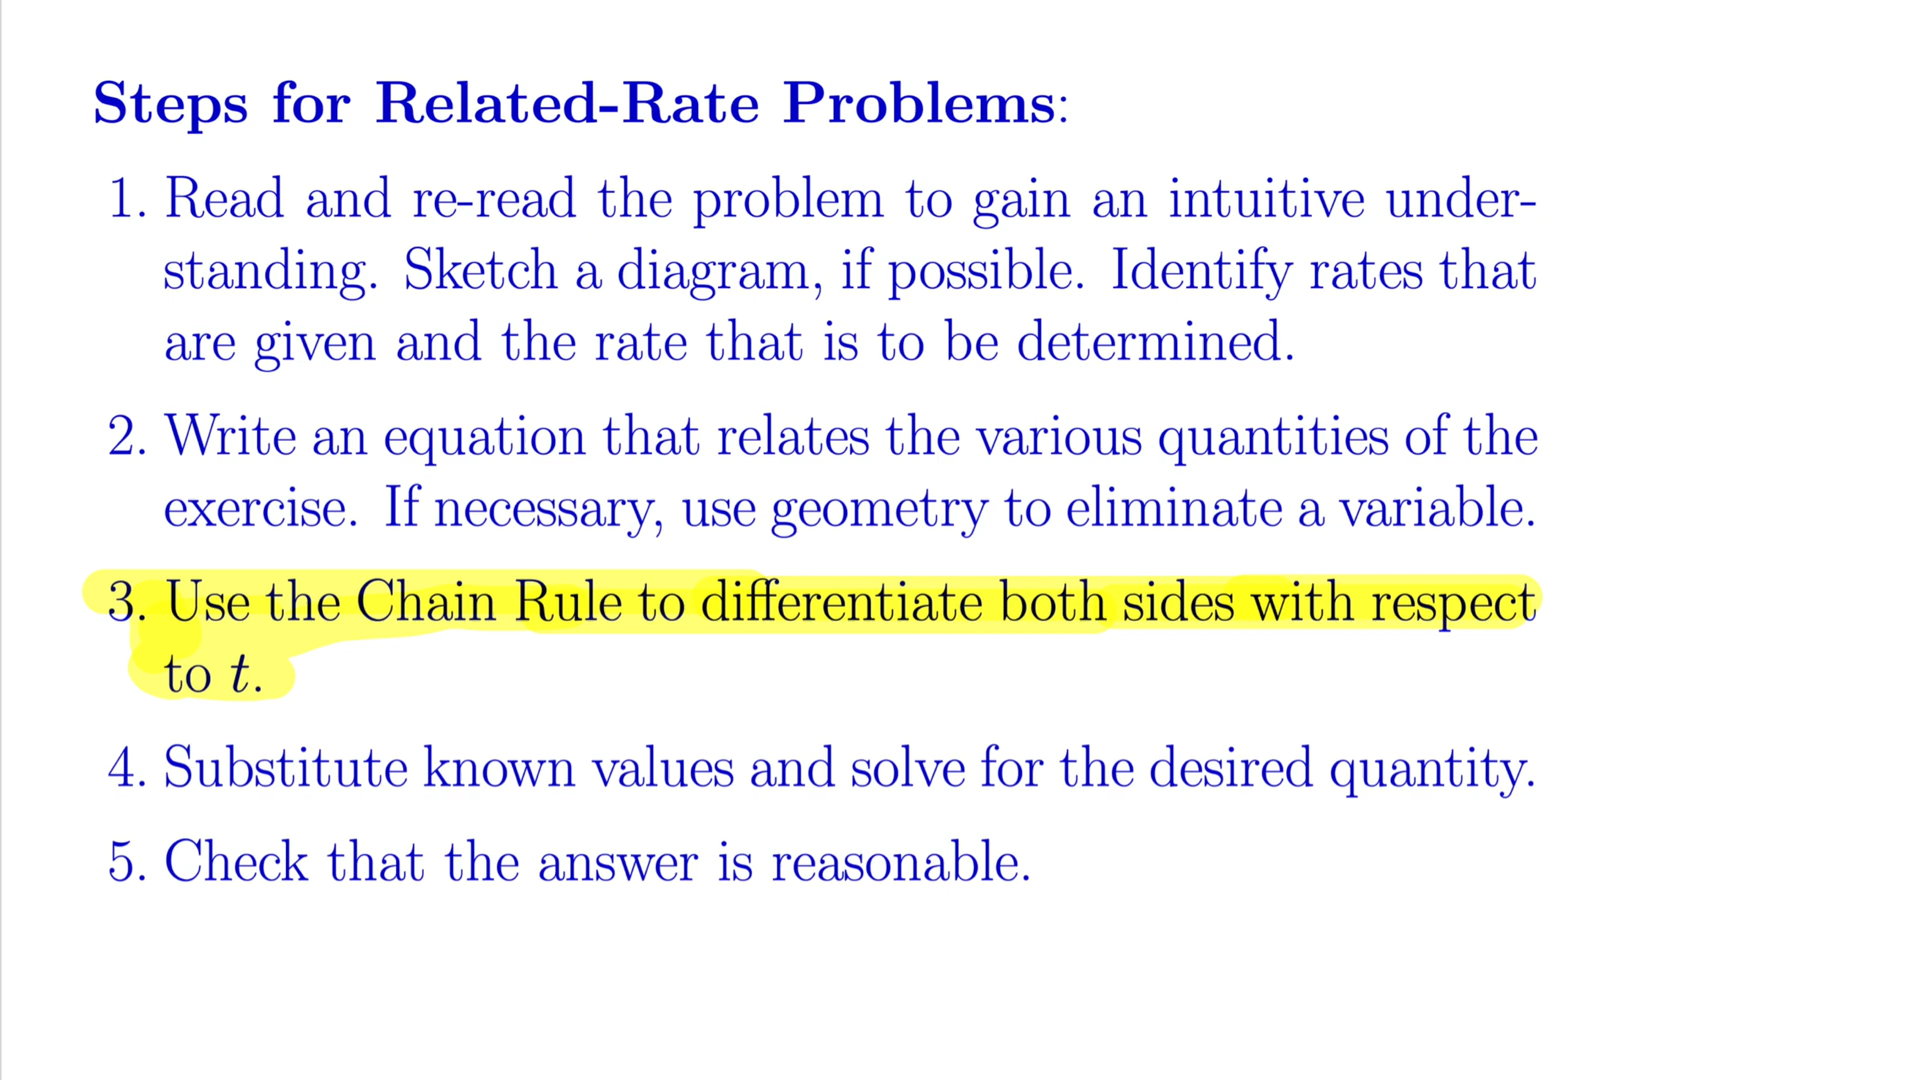 Steps for Related-Rate Problems:
1. Read and re-read the problem to gain an intuitive under-
standing. Sketch a diagram, if possible. Identify rates that
are given and the rate that is to be determined.
2. Write an equation that relates the various quantities of the
exercise. If necessary, use geometry to eliminate a variable.
3. Use the Chain Rule to differentiate both sides with respect
to t.
4. Substitute known values and solve for the desired quantity.
5. Check that the answer is reasonable.